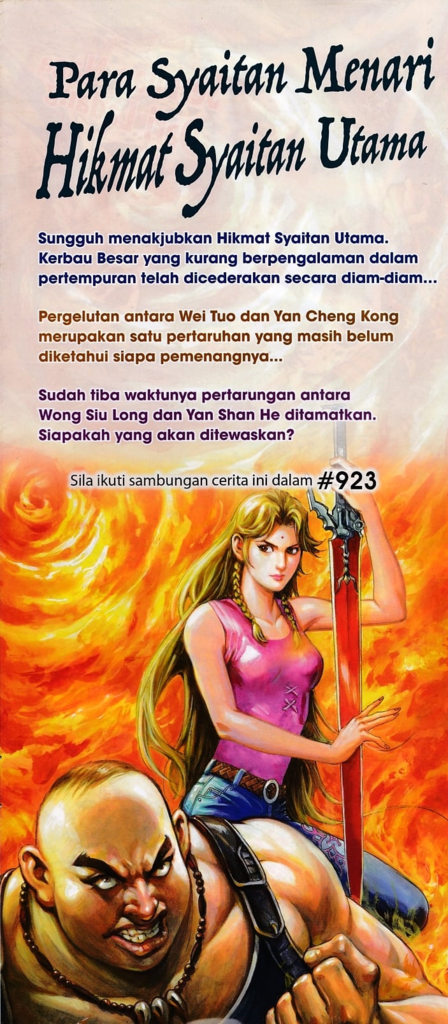 Para Syaitan Menari
Hikmat Syaitan Utama
Sungguh menakjubkan Hikmat Syaitan Utama.
Kerbau Besar yang kurang berpengalaman dalam
pertempuran telah dicederakan secara diam-diam...
Pergelutan antara Wei Tuo dan Yan Cheng Kong
merupakan satu pertaruhan yang masih belum
diketahui siapa pemenangnya...
Sudah tiba waktunya pertarungan antara
Wong Siu Long dan Yan Shan He ditamatkan.
Siapakah yang akan ditewaskan?
Sila ikuti sambungan cerita ini dalam #923